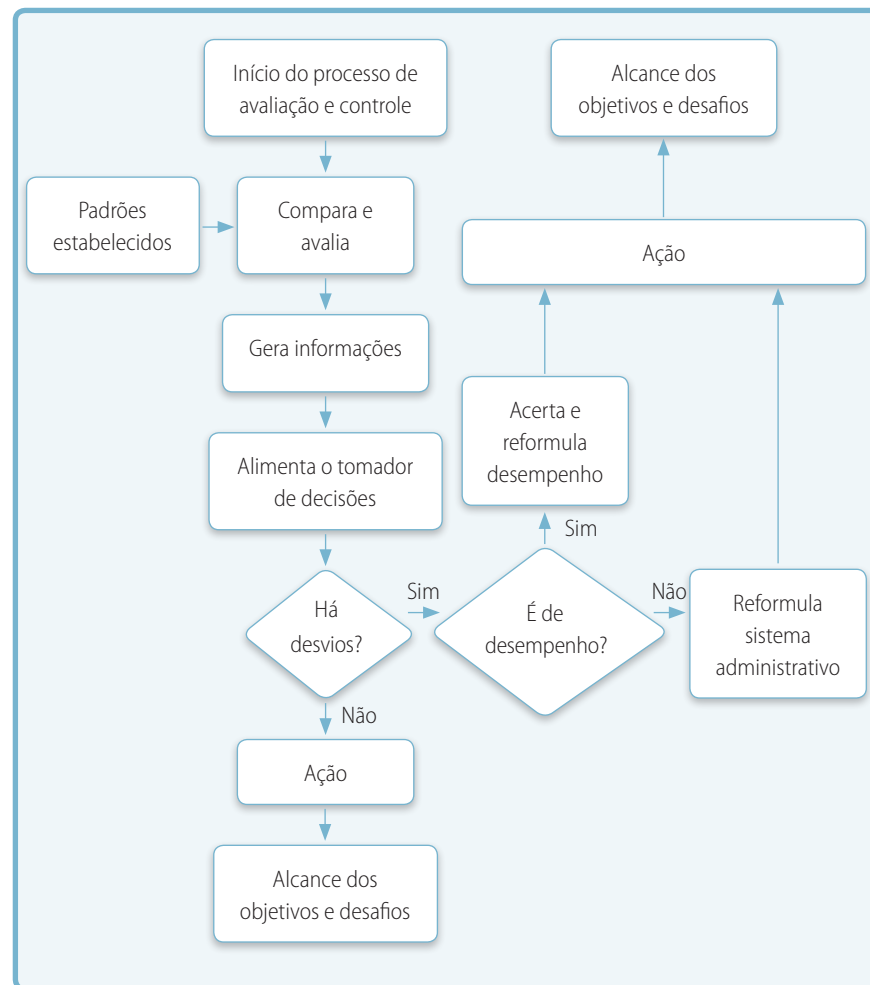 Início do processo de
avaliação e controle
Padrões
estabelecidos
Compara e
avalia
Gera informações
Alimenta o tomador
de decisões
Há
desvios?
Não
Ação
Alcance dos
objetivos e desafios
Sim
É de
desempenho?
Sim
Acerta e
reformula
desempenho
Não
Reformula
sistema
administrativo
Ação
Alcance dos
objetivos e desafios